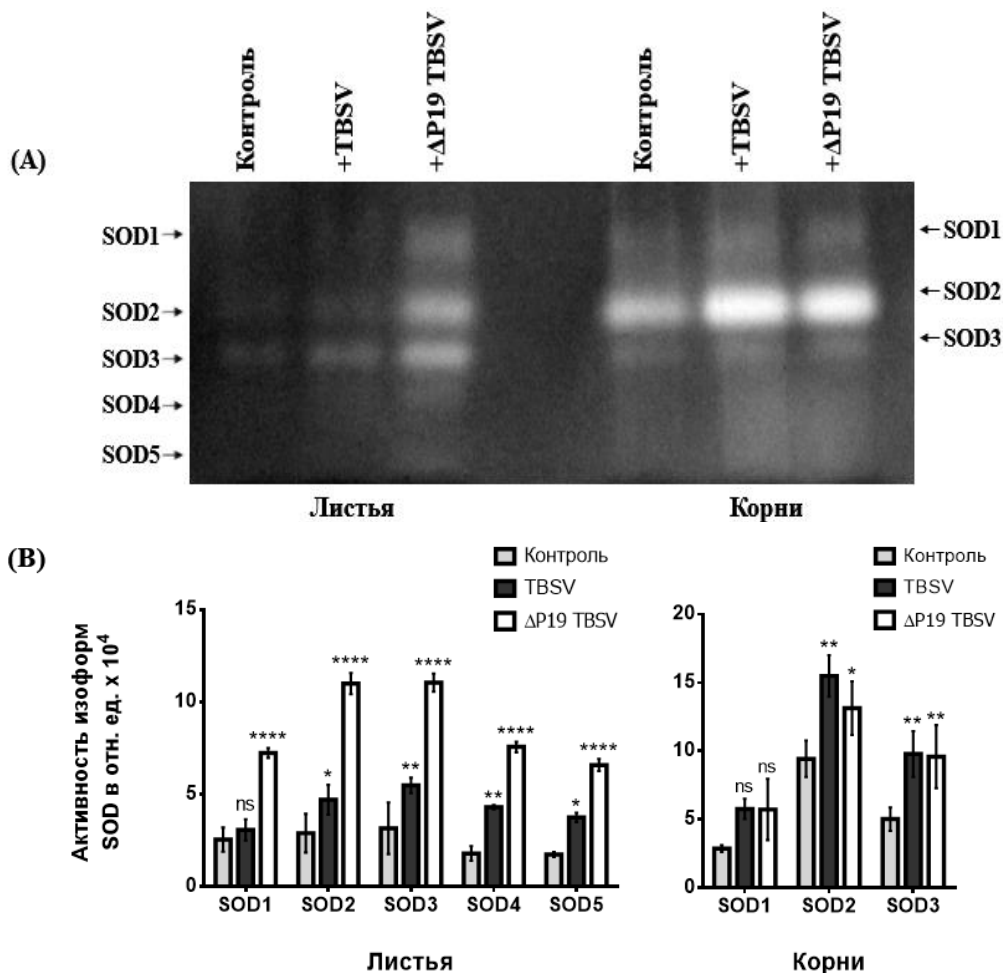 Контроль
+TBSV
+ΔP19 TBSV
Контроль
+TBSV
+ΔP19 TBSV
(A)
SOD1→
SOD2→
SOD3→
SOD4→
SOD5→
←SOD1
←SOD2
←SOD3
Листья
Корни
(B)
Активность изоформ
SOD в отн. ед. x 10⁴
Контроль
TBSV
ΔP19 TBSV
15
10
5
0
ns
****
*
****
**
****
**
****
*
****
SOD1 SOD2 SOD3 SOD4 SOD5
Листья
Контроль
TBSV
ΔP19 TBSV
20
15
10
5
0
ns
ns
**
*
**
**
SOD1 SOD2 SOD3
Корни